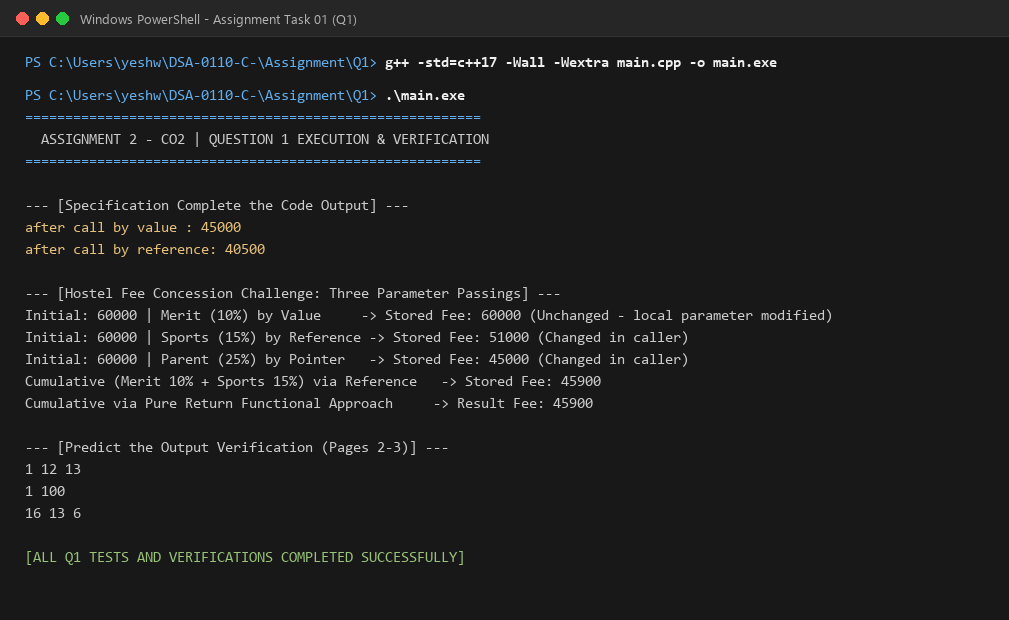 Windows PowerShell - Assignment Task 01 (Q1)
PS C:\Users\yeshw\DSA-0110-C-\Assignment\Q1> g++ -std=c++17 -Wall -Wextra main.cpp -o main.exe
PS C:\Users\yeshw\DSA-0110-C-\Assignment\Q1> .\main.exe
=========================================================
  ASSIGNMENT 2 - CO2 | QUESTION 1 EXECUTION & VERIFICATION
=========================================================
--- [Specification Complete the Code Output] ---
after call by value : 45000
after call by reference: 40500
--- [Hostel Fee Concession Challenge: Three Parameter Passings] ---
Initial: 60000 | Merit (10%) by Value     -> Stored Fee: 60000 (Unchanged - local parameter modified)
Initial: 60000 | Sports (15%) by Reference -> Stored Fee: 51000 (Changed in caller)
Initial: 60000 | Parent (25%) by Pointer   -> Stored Fee: 45000 (Changed in caller)
Cumulative (Merit 10% + Sports 15%) via Reference   -> Stored Fee: 45900
Cumulative via Pure Return Functional Approach     -> Result Fee: 45900
--- [Predict the Output Verification (Pages 2-3)] ---
1 12 13
1 100
16 13 6
[ALL Q1 TESTS AND VERIFICATIONS COMPLETED SUCCESSFULLY]